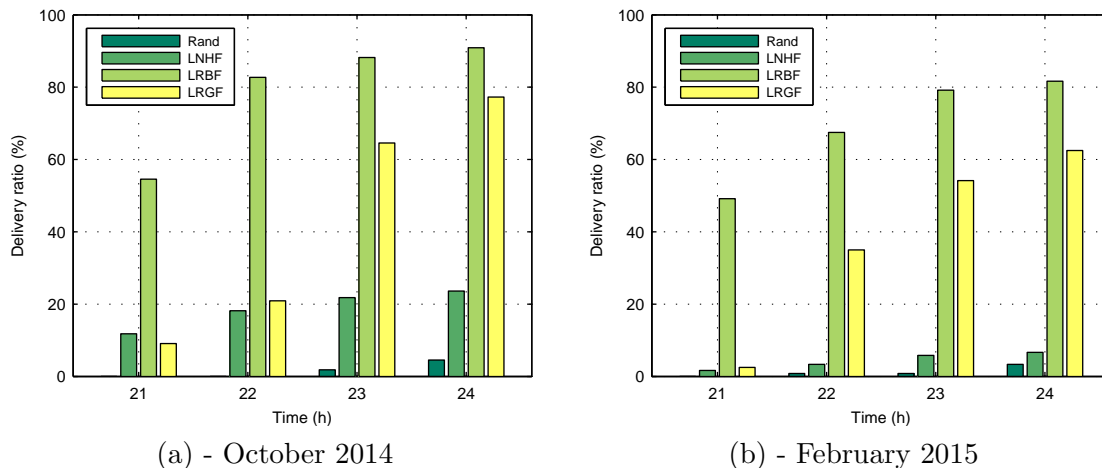 100
80
60
40
20
0
Delivery ratio (%)
Rand
LNHF
LRBF
LRGF
21 22 23 24
Time (h)
(a) - October 2014
100
80
60
40
20
0
Delivery ratio (%)
Rand
LNHF
LRBF
LRGF
21 22 23 24
Time (h)
(b) - February 2015